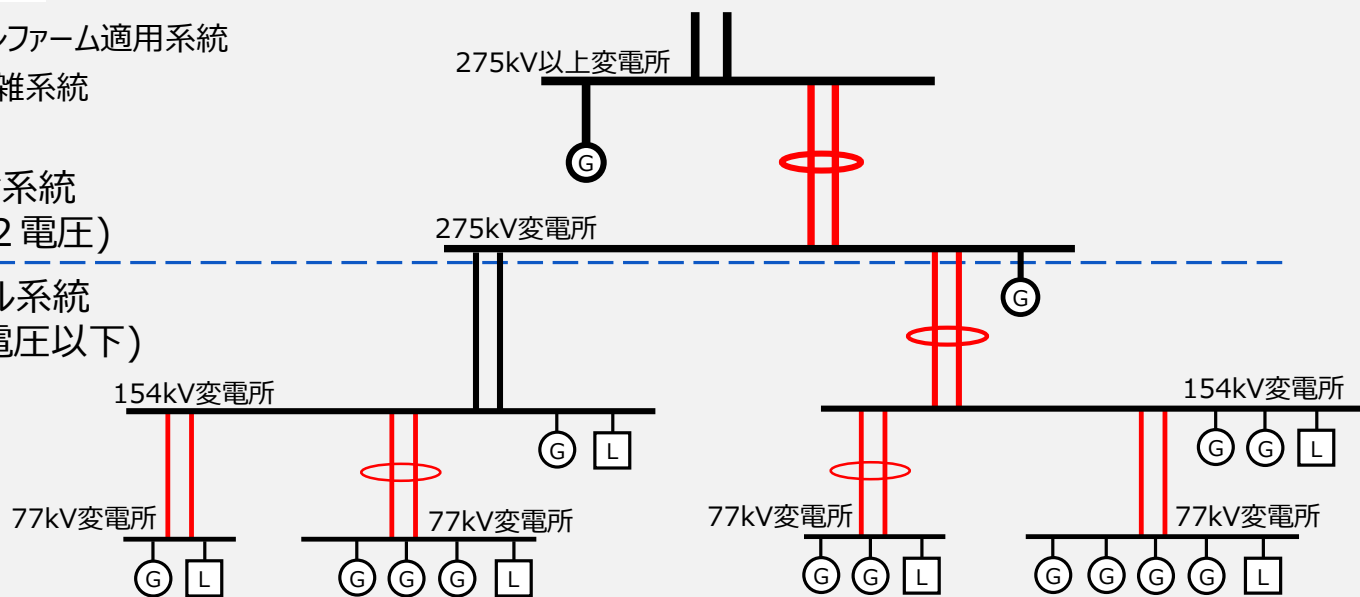 ファーム適用系統
275kV以上変電所
雑系統
G
系統
2電圧)
275kV変電所
ル系統
G
電圧以下)
154kV変電所
154kV変電所
G L
G G L
77kV変電所
77kV変電所
77kV変電所
77kV変電所
G L
G G G L
G G L
G G G G L